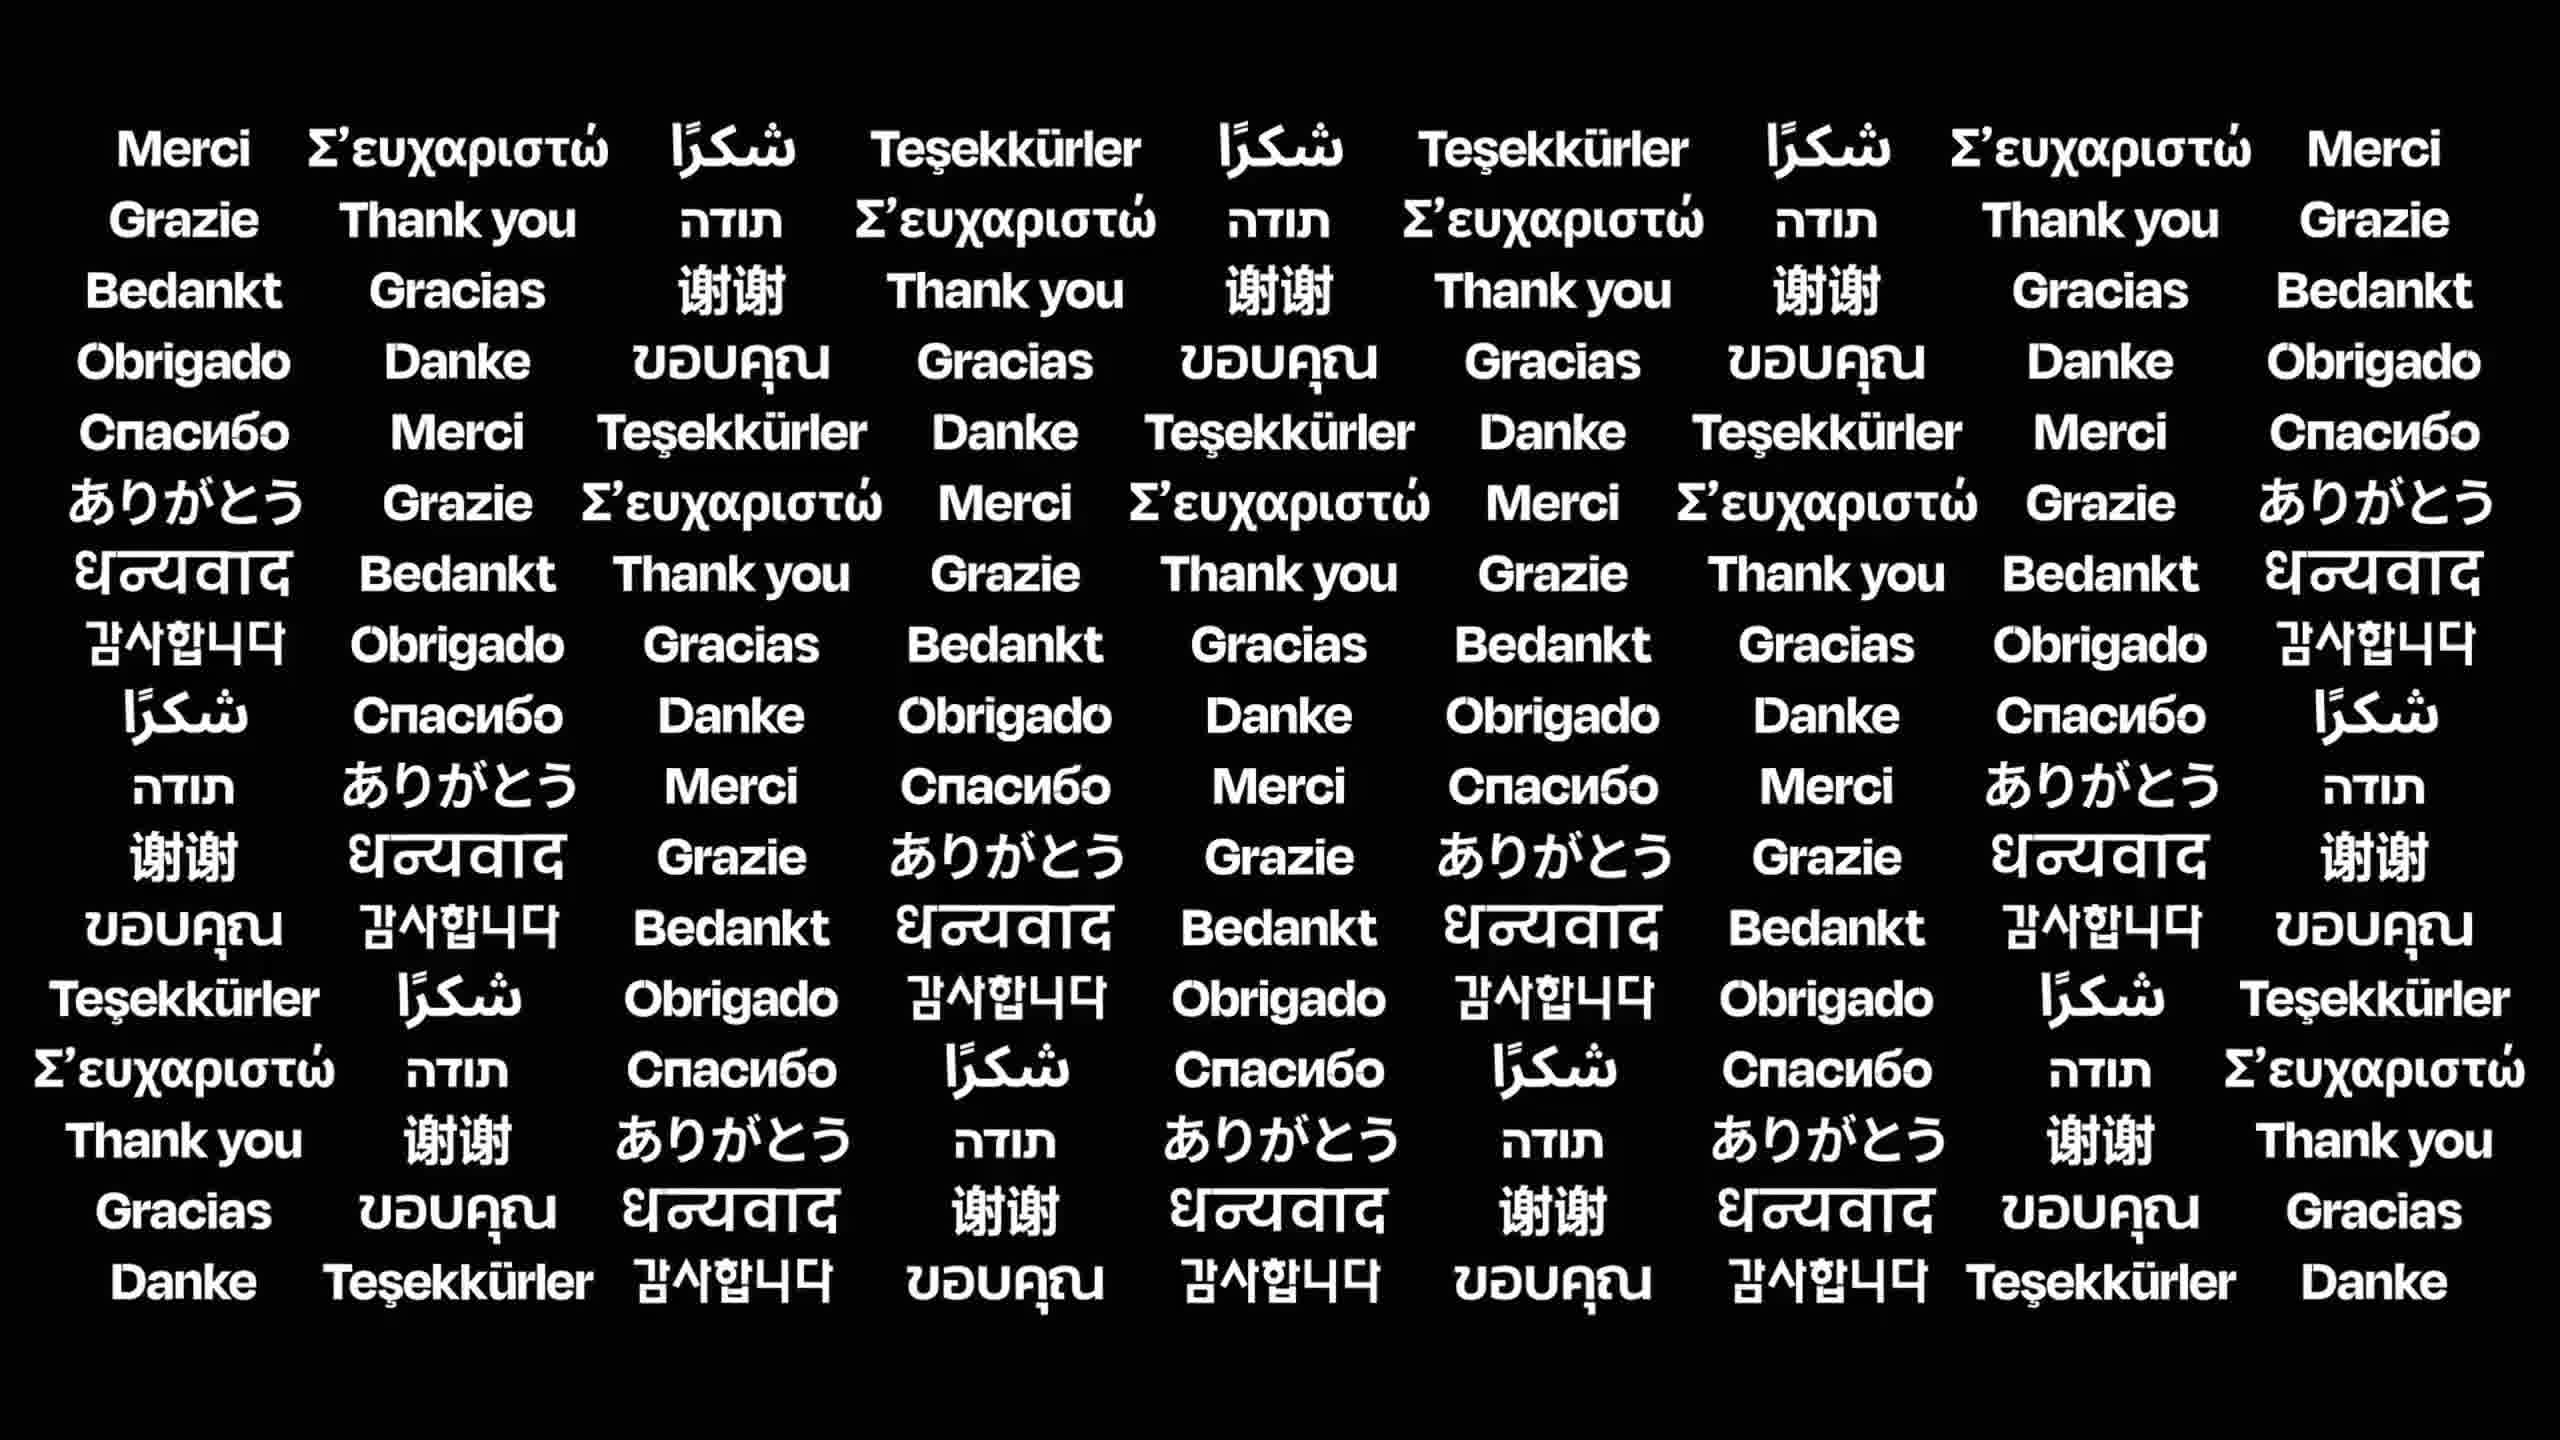 Merci Σ’ευχαριστώ شكرًا Teşekkürler شكرًا Teşekkürler شكرًا Σ’ευχαριστώ Merci
Grazie Thank you תודה Σ’ευχαριστώ תודה Σ’ευχαριστώ תודה Thank you Grazie
Bedankt Gracias 谢谢 Thank you 谢谢 Thank you 谢谢 Gracias Bedankt
Obrigado Danke ขอบคุณ Gracias ขอบคุณ Gracias ขอบคุณ Danke Obrigado
Спасибо Merci Teşekkürler Danke Teşekkürler Danke Teşekkürler Merci Спасибо
ありがとう Grazie Σ’ευχαριστώ Merci Σ’ευχαριστώ Merci Σ’ευχαριστώ Grazie ありがとう
धन्यवाद Bedankt Thank you Grazie Thank you Grazie Thank you Bedankt धन्यवाद
감사합니다 Obrigado Gracias Bedankt Gracias Bedankt Gracias Obrigado 감사합니다
شكرًا Спасибо Danke Obrigado Danke Obrigado Danke Спасибо شكرًا
תודה ありがとう Merci Спасибо Merci Спасибо Merci ありがとう תודה
谢谢 धन्यवाद Grazie ありがとう Grazie ありがとう Grazie धन्यवाद 谢谢
ขอบคุณ 감사합니다 Bedankt धन्यवाद Bedankt धन्यवाद Bedankt 감사합니다 ขอบคุณ
Teşekkürler شكرًا Obrigado 감사합니다 Obrigado 감사합니다 Obrigado شكرًا Teşekkürler
Σ’ευχαριστώ תודה Спасибо شكرًا Спасибо شكرًا Спасибо תודה Σ’ευχαριστώ
Thank you 谢谢 ありがとう תודה ありがとう תודה ありがとう 谢谢 Thank you
Gracias ขอบคุณ धन्यवाद 谢谢 धन्यवाद 谢谢 धन्यवाद ขอบคุณ Gracias
Danke Teşekkürler 감사합니다 ขอบคุณ 감사합니다 ขอบคุณ 감사합니다 Teşekkürler Danke